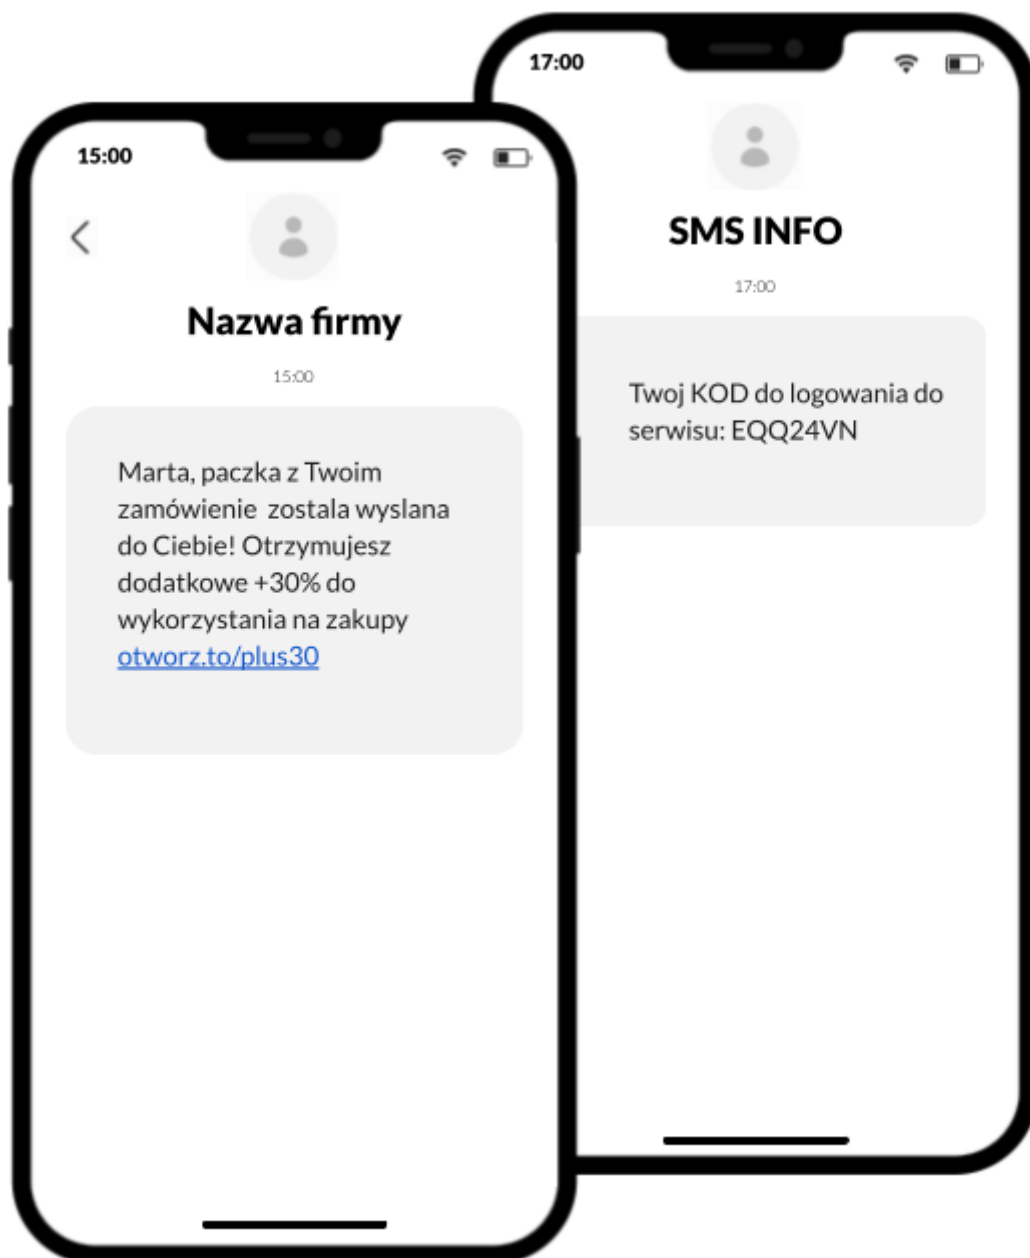 15:00
Nazwa firmy
15:00
Marta, paczka z Twoim
zamówienie  zostala wyslana
do Ciebie! Otrzymujesz
dodatkowe +30% do
wykorzystania na zakupy
otworz.to/plus30
17:00
SMS INFO
17:00
Twoj KOD do logowania do
serwisu: EQQ24VN